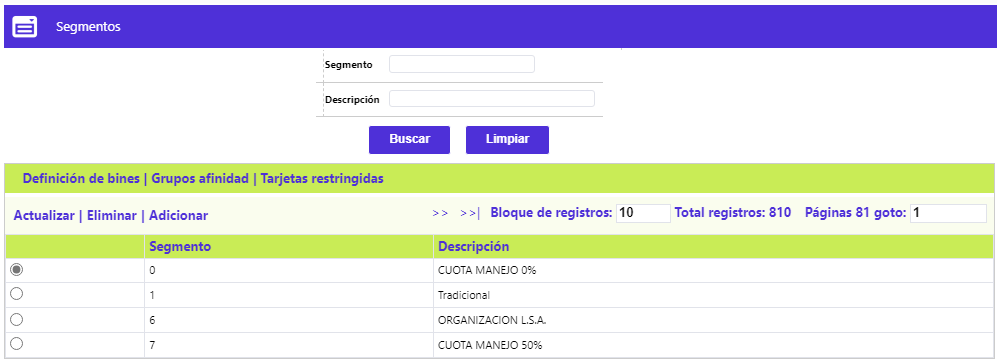 Segmentos
Segmento
Descripción
Buscar Limpiar
Definición de bines | Grupos afinidad | Tarjetas restringidas
Actualizar | Eliminar | Adicionar >> >>| Bloque de registros: 10 Total registros: 810 Páginas 81 goto: 1
Segmento Descripción
0 CUOTA MANEJO 0%
1 Tradicional
6 ORGANIZACION L.S.A.
7 CUOTA MANEJO 50%